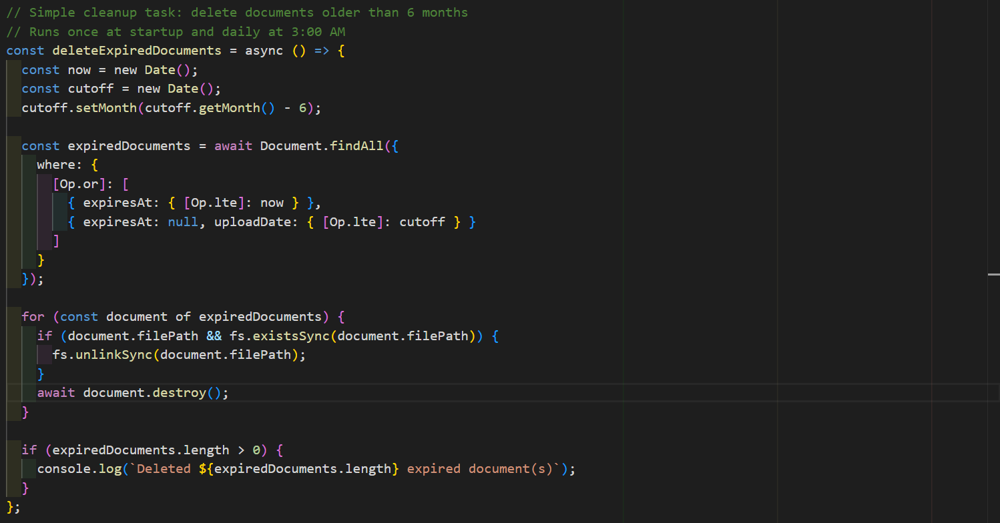 // Simple cleanup task: delete documents older than 6 months
// Runs once at startup and daily at 3:00 AM
const deleteExpiredDocuments = async () => {
  const now = new Date();
  const cutoff = new Date();
  cutoff.setMonth(cutoff.getMonth() - 6);

  const expiredDocuments = await Document.findAll({
    where: {
      [Op.or]: [
        { expiresAt: { [Op.lte]: now } },
        { expiresAt: null, uploadDate: { [Op.lte]: cutoff } }
      ]
    }
  });

  for (const document of expiredDocuments) {
    if (document.filePath && fs.existsSync(document.filePath)) {
      fs.unlinkSync(document.filePath);
    }
    await document.destroy();
  }

  if (expiredDocuments.length > 0) {
    console.log(`Deleted ${expiredDocuments.length} expired document(s)`);
  }
};